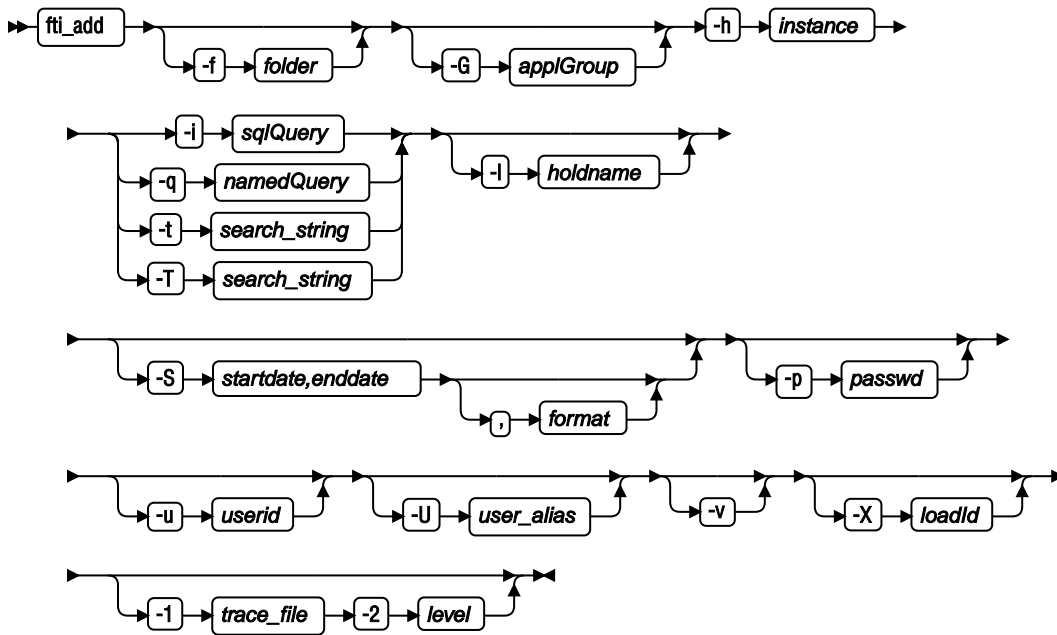 fti_add -f folder -G applGroup -h instance
-i sqlQuery -l holdname
-q namedQuery
-t search_string
-T search_string
-S startdate,enddate , format -p passwd
-u userid -U user_alias -v -X loadId
-1 trace_file -2 level